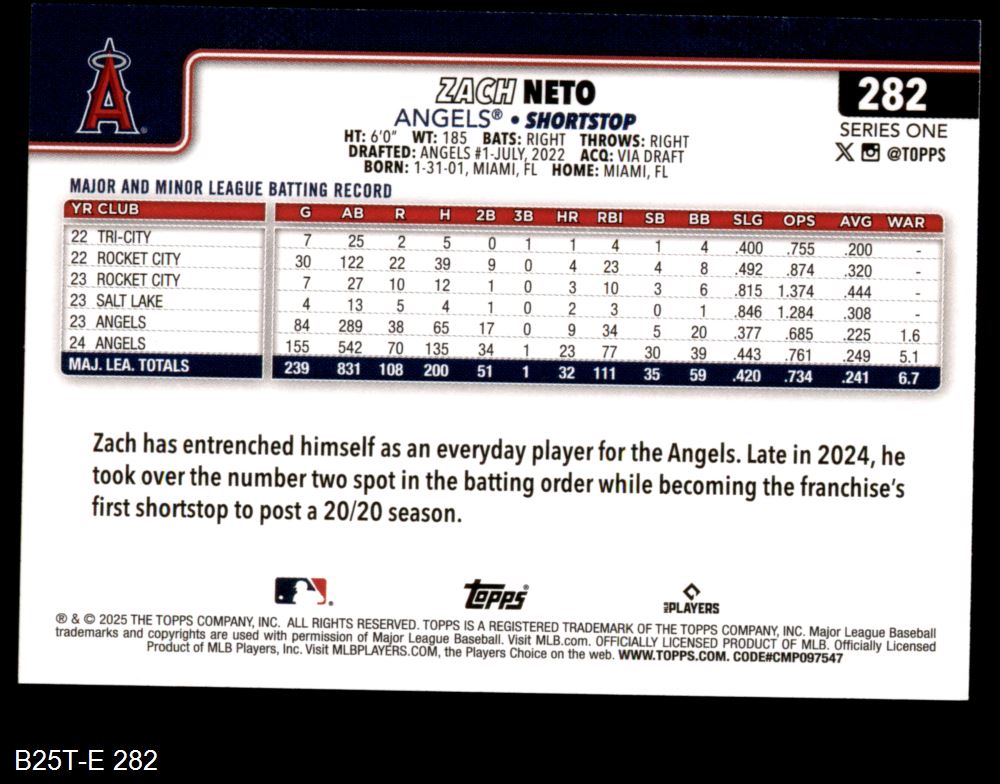 A
ZACH NETO
282
ANGELS® • SHORTSTOP
SERIES ONE
HT: 6'0" WT: 185 BATS: RIGHT THROWS: RIGHT
@TOPPS
DRAFTED: ANGELS #1-JULY, 2022 ACQ: VIA DRAFT
BORN: 1-31-01, MIAMI, FL HOME: MIAMI, FL
MAJOR AND MINOR LEAGUE BATTING RECORD
YR CLUB G AB R H 2B 3B HR RBI SB BB SLG OPS AVG WAR
22 TRI-CITY 7 25 2 5 0 1 1 4 1 4 .400 .755 .200 -
22 ROCKET CITY 30 122 22 39 9 0 4 23 4 8 .492 .874 .320 -
23 ROCKET CITY 7 27 10 12 1 0 3 10 3 6 .815 1.374 .444 -
23 SALT LAKE 4 13 5 4 1 0 2 3 0 1 .846 1.284 .308 -
23 ANGELS 84 289 38 65 17 0 9 34 5 20 .377 .685 .225 1.6
24 ANGELS 155 542 70 135 34 1 23 77 30 39 .443 .761 .249 5.1
MAJ. LEA. TOTALS 239 831 108 200 51 1 32 111 35 59 .420 .734 .241 6.7
Zach has entrenched himself as an everyday player for the Angels. Late in 2024, he
took over the number two spot in the batting order while becoming the franchise's
first shortstop to post a 20/20 season.
Topps®
MLB PLAYERS
® & © 2025 THE TOPPS COMPANY, INC. ALL RIGHTS RESERVED. TOPPS IS A REGISTERED TRADEMARK OF THE TOPPS COMPANY, INC. Major League Baseball
trademarks and copyrights are used with permission of Major League Baseball. Visit MLB.com. OFFICIALLY LICENSED PRODUCT OF MLB. Officially Licensed
Product of MLB Players, Inc. Visit MLBPLAYERS.COM, the Players Choice on the web. WWW.TOPPS.COM. CODE#CMP097547
B25T-E 282